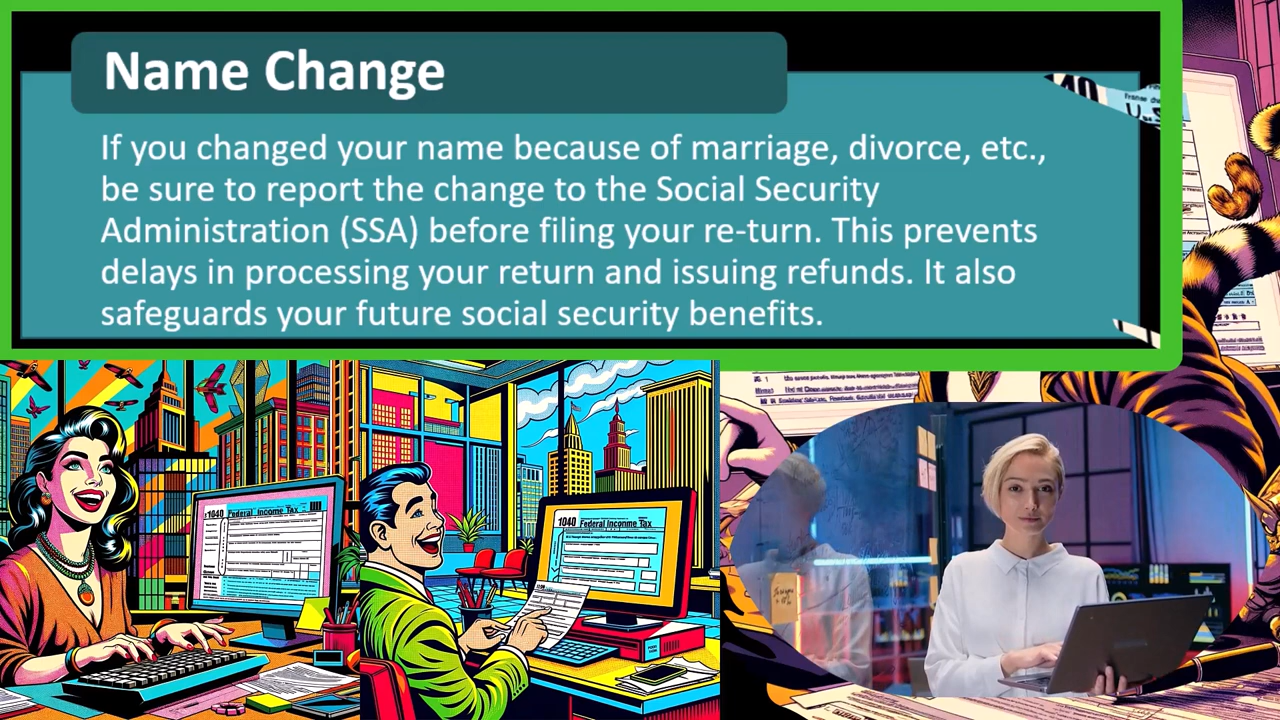 Name Change
If you changed your name because of marriage, divorce, etc.,
be sure to report the change to the Social Security
Administration (SSA) before filing your re-turn. This prevents
delays in processing your return and issuing refunds. It also
safeguards your future social security benefits.
1040 Federal Income Tax
1040 Federal Inconme Tax